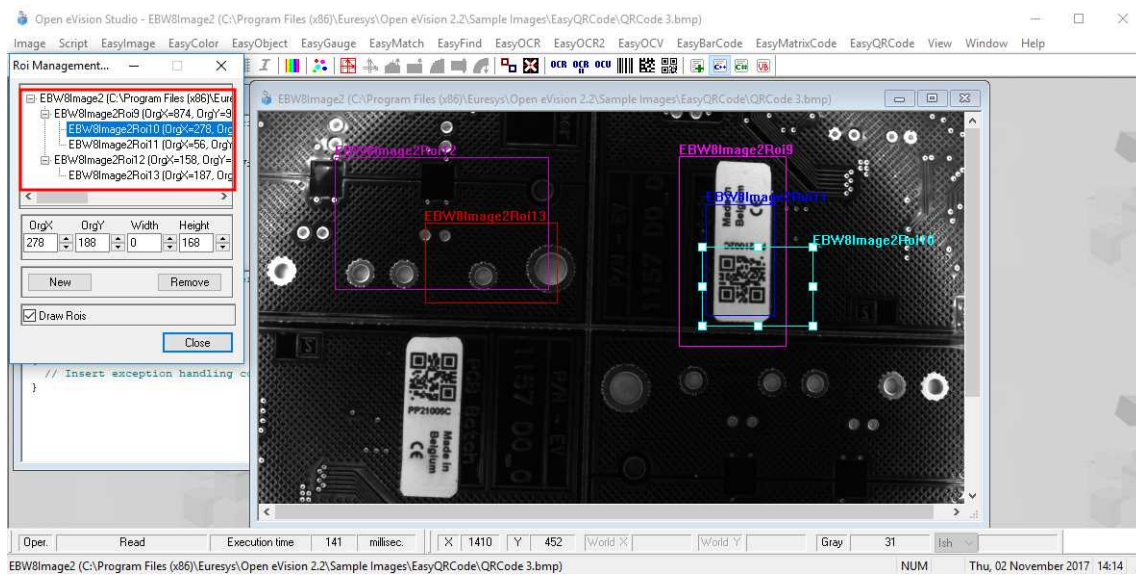 Open eVision Studio - EBW8Image2 (C:\Program Files (x86)\Euresys\Open eVision 2.2\Sample Images\EasyQRCode\QRCode 3.bmp)
Image Script EasyImage EasyColor EasyObject EasyGauge EasyMatch EasyFind EasyOCR EasyOCR2 EasyOCV EasyBarCode EasyMatrixCode EasyQRCode View Window Help
Roi Management...
EBW8Image2 (C:\Program Files (x86)\Eure
EBW8Image2Roi9 (OrgX=874, OrgY=9
EBW8Image2Roi10 (OrgX=278, Org
EBW8Image2Roi11 (OrgX=56, OrgY
EBW8Image2Roi12 (OrgX=158, OrgY=
EBW8Image2Roi13 (OrgX=187, Org
OrgX OrgY Width Height
278 188 0 168
New Remove
Draw Rois
Close
// Insert exception handling co
}
EBW8Image2 (C:\Program Files (x86)\Euresys\Open eVision 2.2\Sample Images\EasyQRCode\QRCode 3.bmp)
EBW8Image2Roi12
EBW8Image2Roi9
EBW8Image2Roi11
EBW8Image2Roi13
EBW8Image2Roi10
Made in
Belgium
CE
PP21006C
Made in
Belgium
CE
Oper. Read Execution time 141 millisec. X 1410 Y 452 World X World Y Gray 31 lsh
EBW8Image2 (C:\Program Files (x86)\Euresys\Open eVision 2.2\Sample Images\EasyQRCode\QRCode 3.bmp) NUM Thu, 02 November 2017 14:14